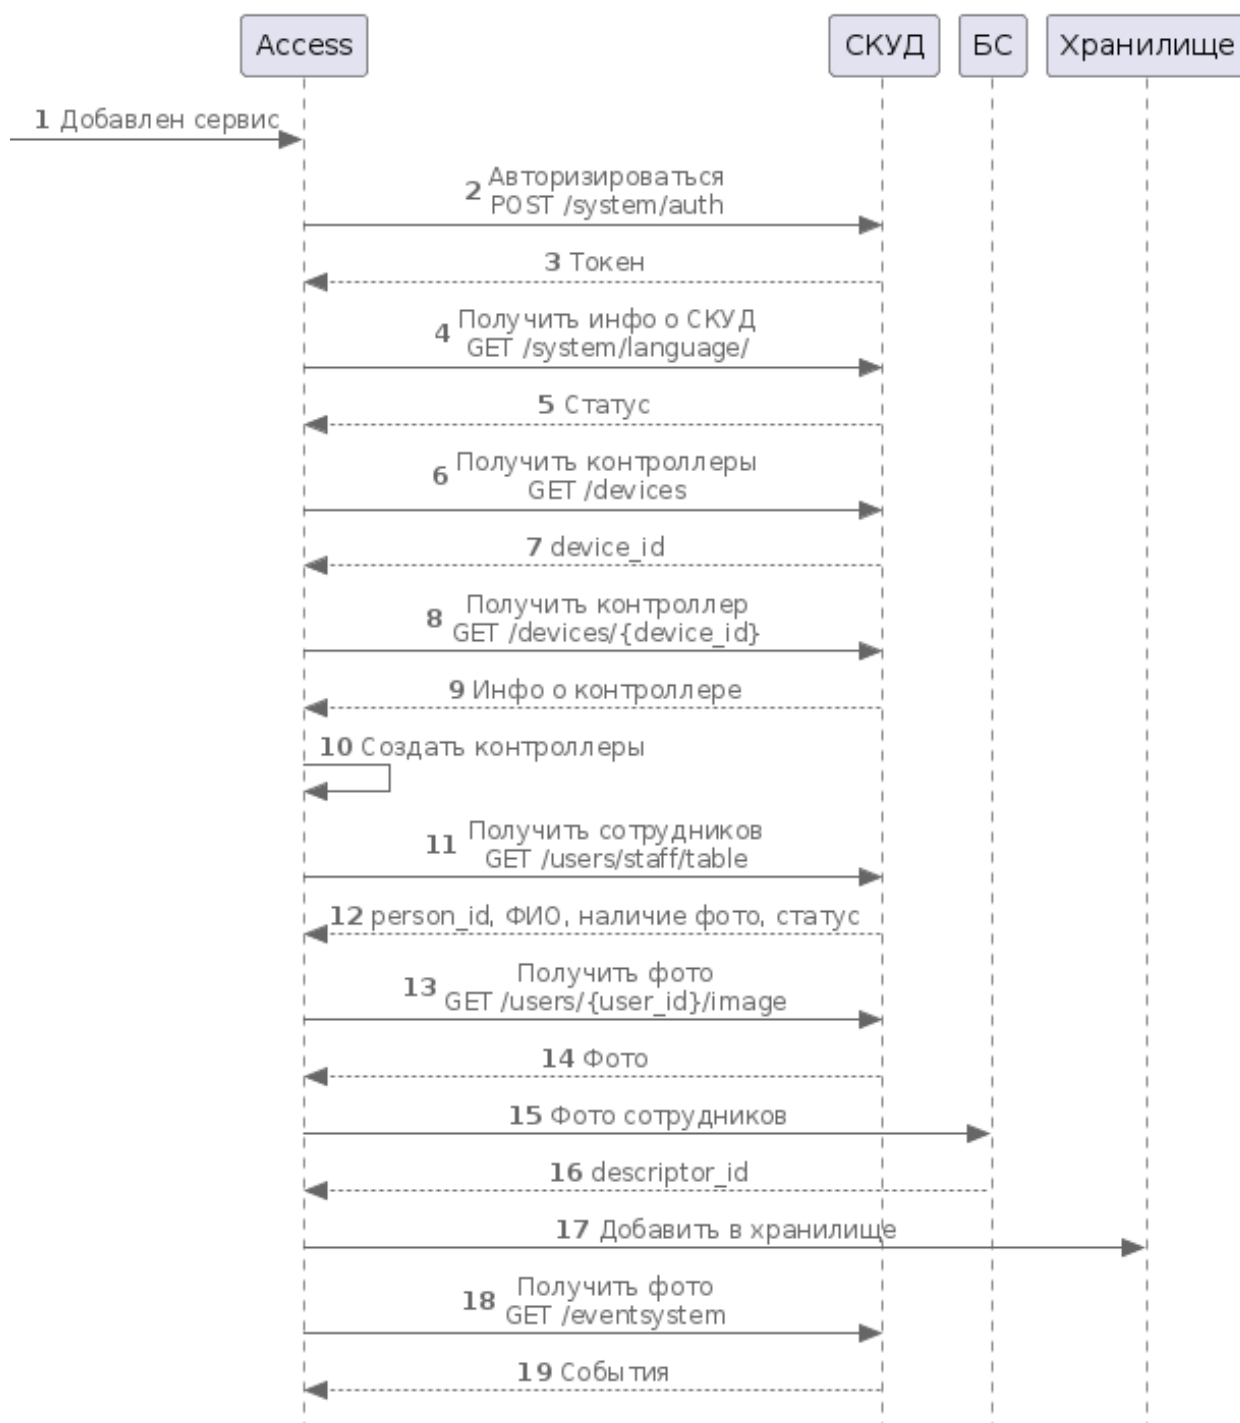 Access
СКУД
БС
Хранилище
1 Добавлен сервис
2 Авторизироваться
POST /system/auth
3 Токен
4 Получить инфо о СКУД
GET /system/language/
5 Статус
6 Получить контроллеры
GET /devices
7 device_id
8 Получить контроллер
GET /devices/{device_id}
9 Инфо о контроллере
10 Создать контроллеры
11 Получить сотрудников
GET /users/staff/table
12 person_id, ФИО, наличие фото, статус
13 Получить фото
GET /users/{user_id}/image
14 Фото
15 Фото сотрудников
16 descriptor_id
17 Добавить в хранилище
18 Получить фото
GET /eventsystem
19 События